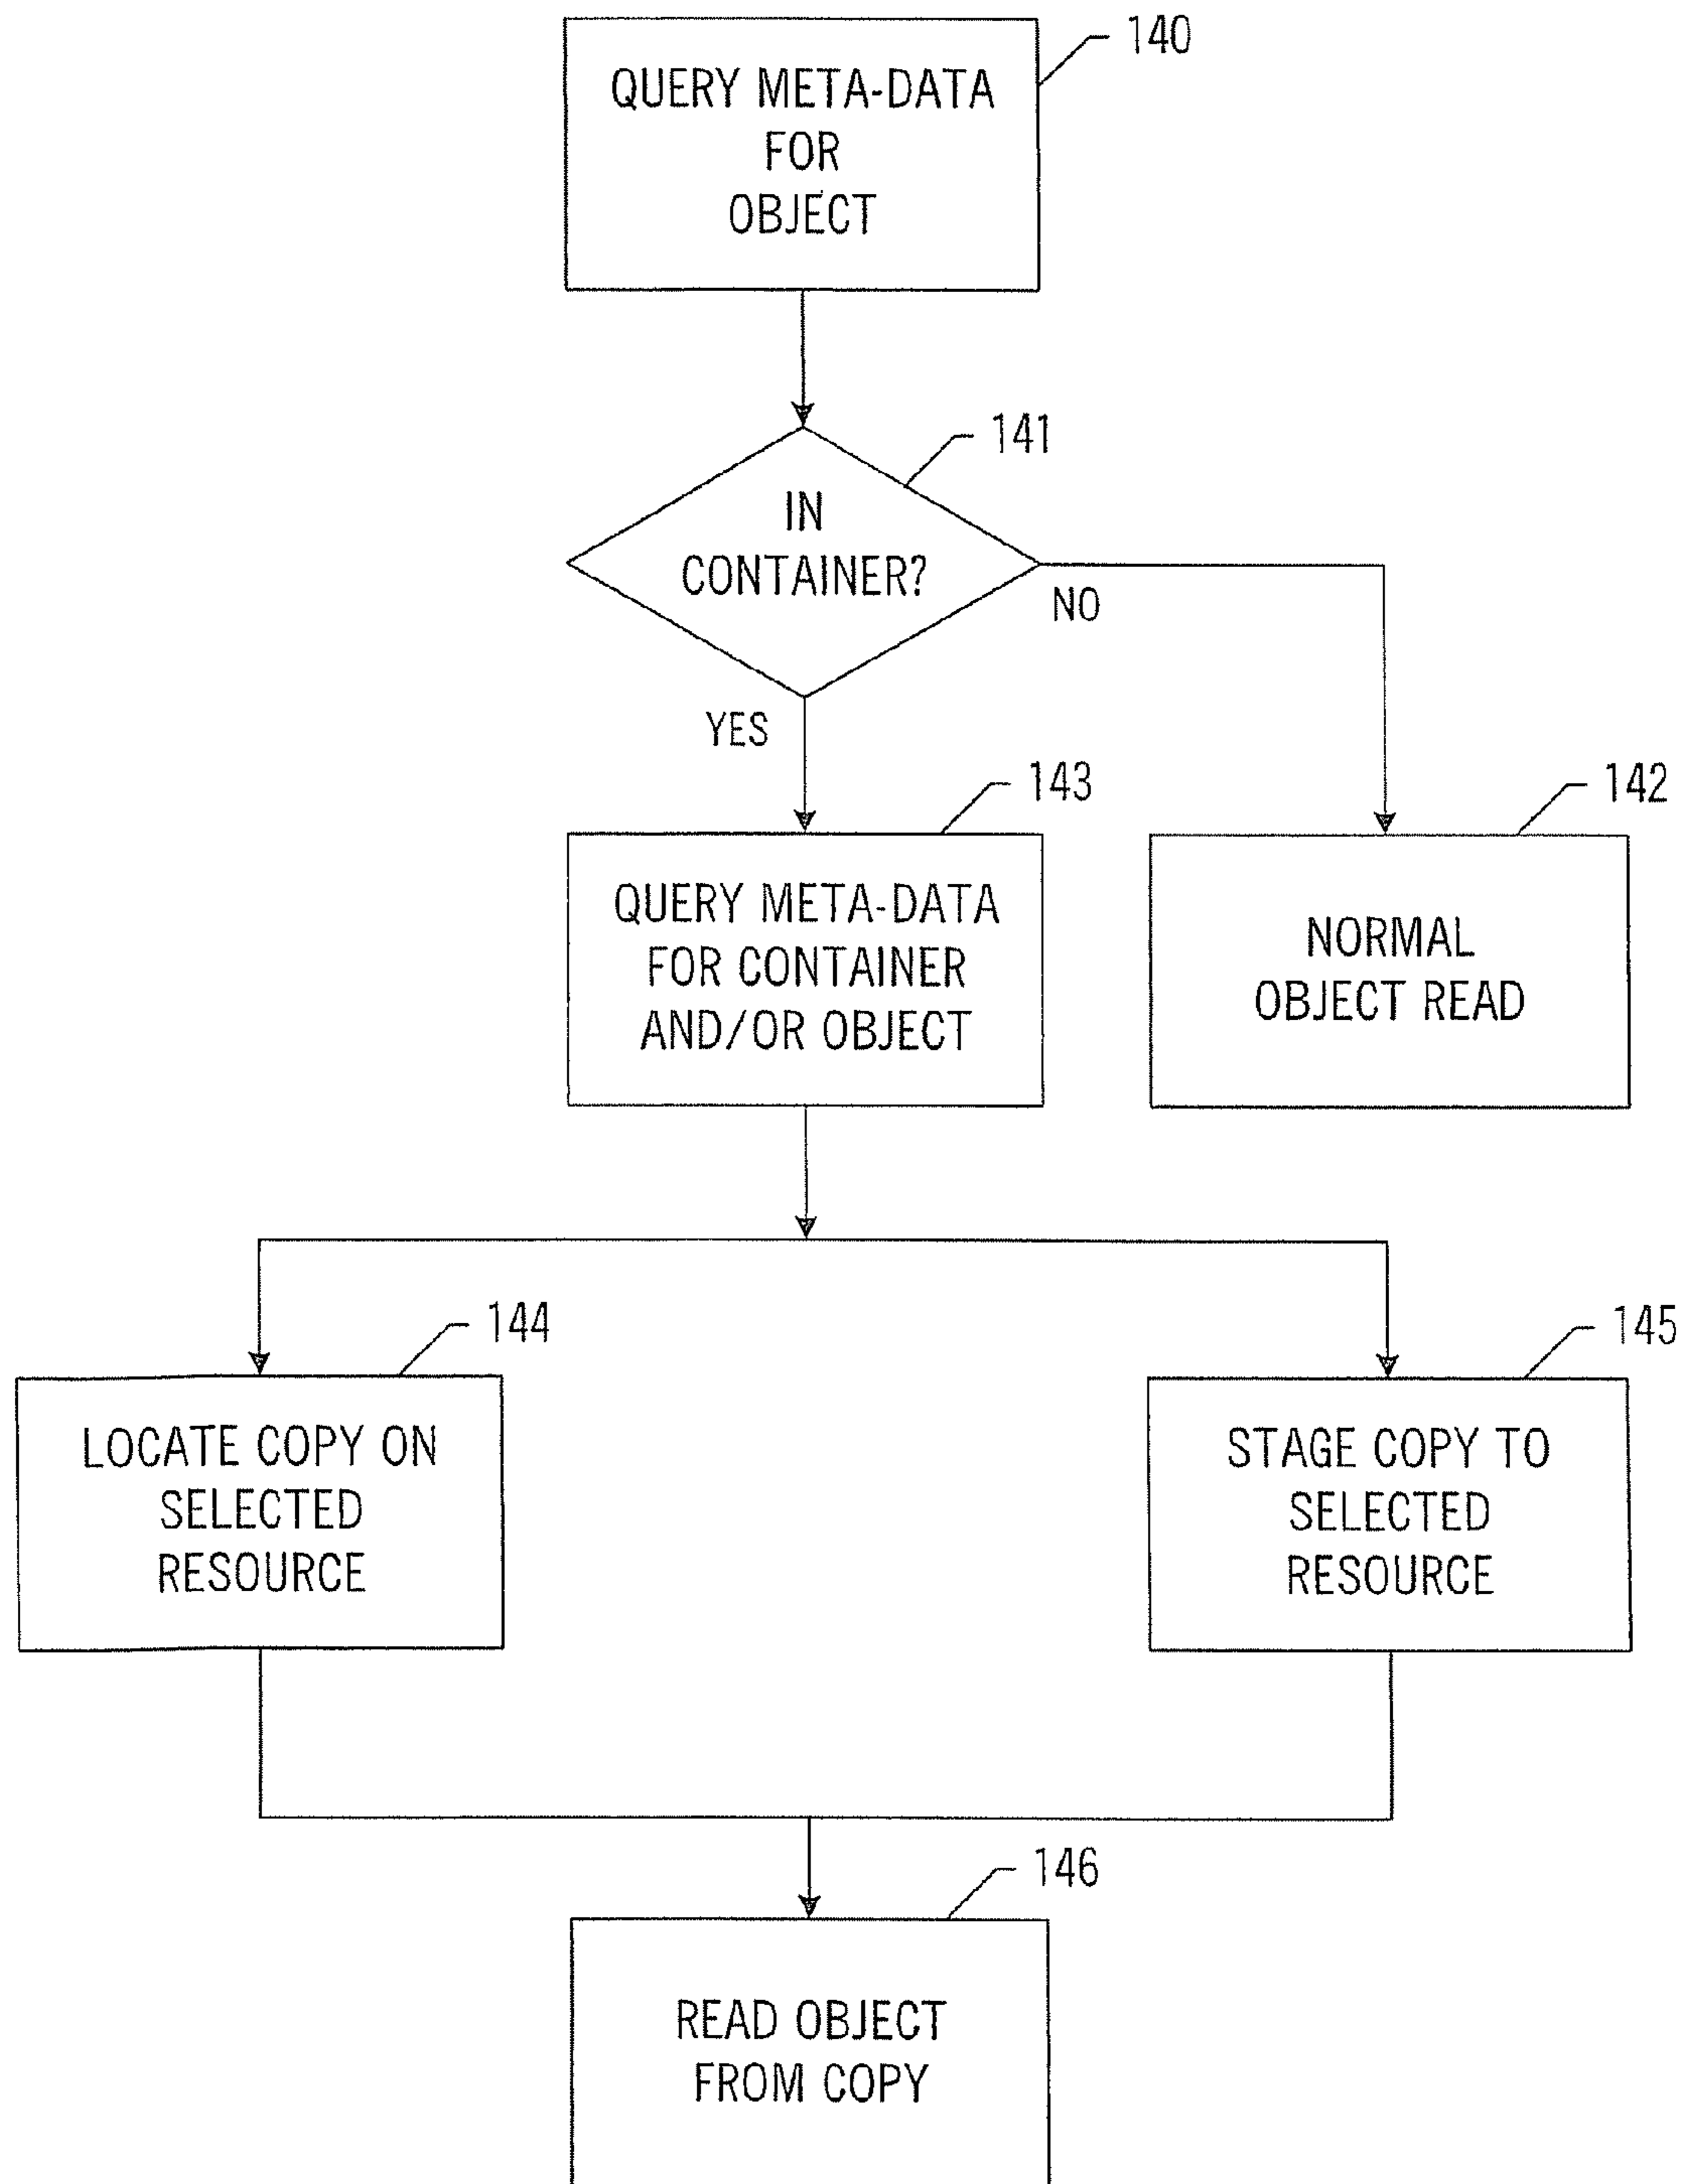 140
QUERY META-DATA
FOR
OBJECT
141
IN
CONTAINER?
NO
YES
143
142
QUERY META-DATA
FOR CONTAINER
AND/OR OBJECT
NORMAL
OBJECT READ
144
145
LOCATE COPY ON
SELECTED
RESOURCE
STAGE COPY TO
SELECTED
RESOURCE
146
READ OBJECT
FROM COPY